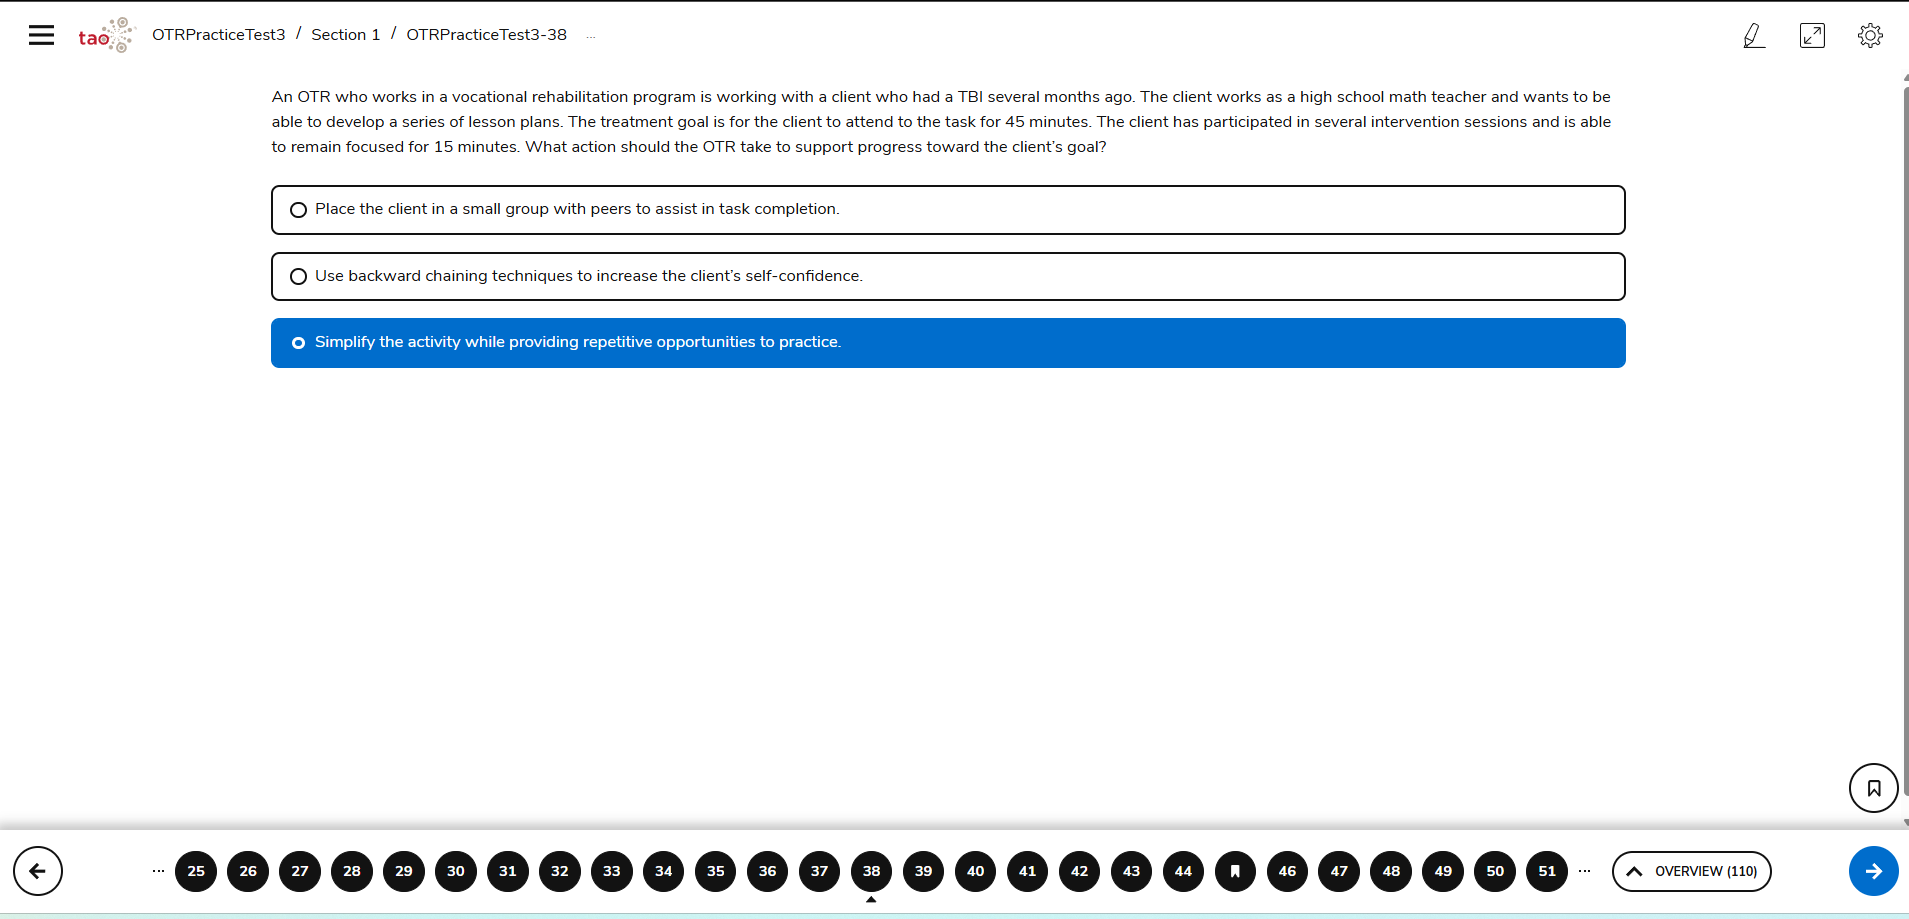 tao
OTRPracticeTest3 / Section 1 / OTRPracticeTest3-38 ...
An OTR who works in a vocational rehabilitation program is working with a client who had a TBI several months ago. The client works as a high school math teacher and wants to be
able to develop a series of lesson plans. The treatment goal is for the client to attend to the task for 45 minutes. The client has participated in several intervention sessions and is able
to remain focused for 15 minutes. What action should the OTR take to support progress toward the client’s goal?
Place the client in a small group with peers to assist in task completion.
Use backward chaining techniques to increase the client’s self-confidence.
Simplify the activity while providing repetitive opportunities to practice.
... 25 26 27 28 29 30 31 32 33 34 35 36 37 38 39 40 41 42 43 44 46 47 48 49 50 51 ... OVERVIEW (110)